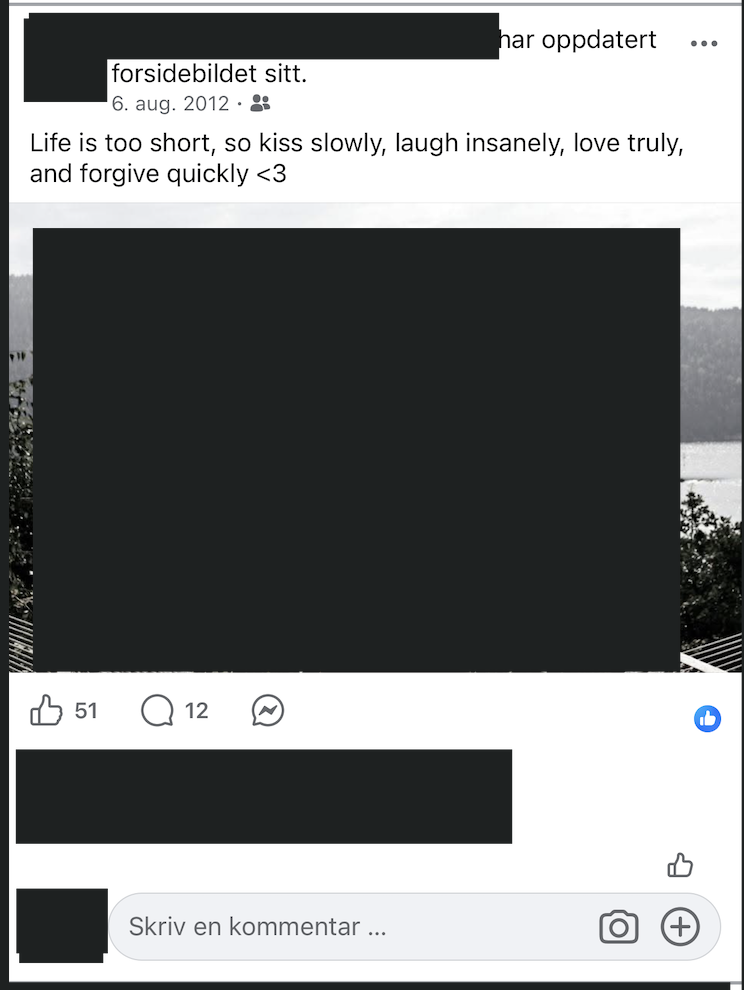 har oppdatert
forsidebildet sitt.
6. aug. 2012 ·
Life is too short, so kiss slowly, laugh insanely, love truly,
and forgive quickly <3
51 12
Skriv en kommentar ...